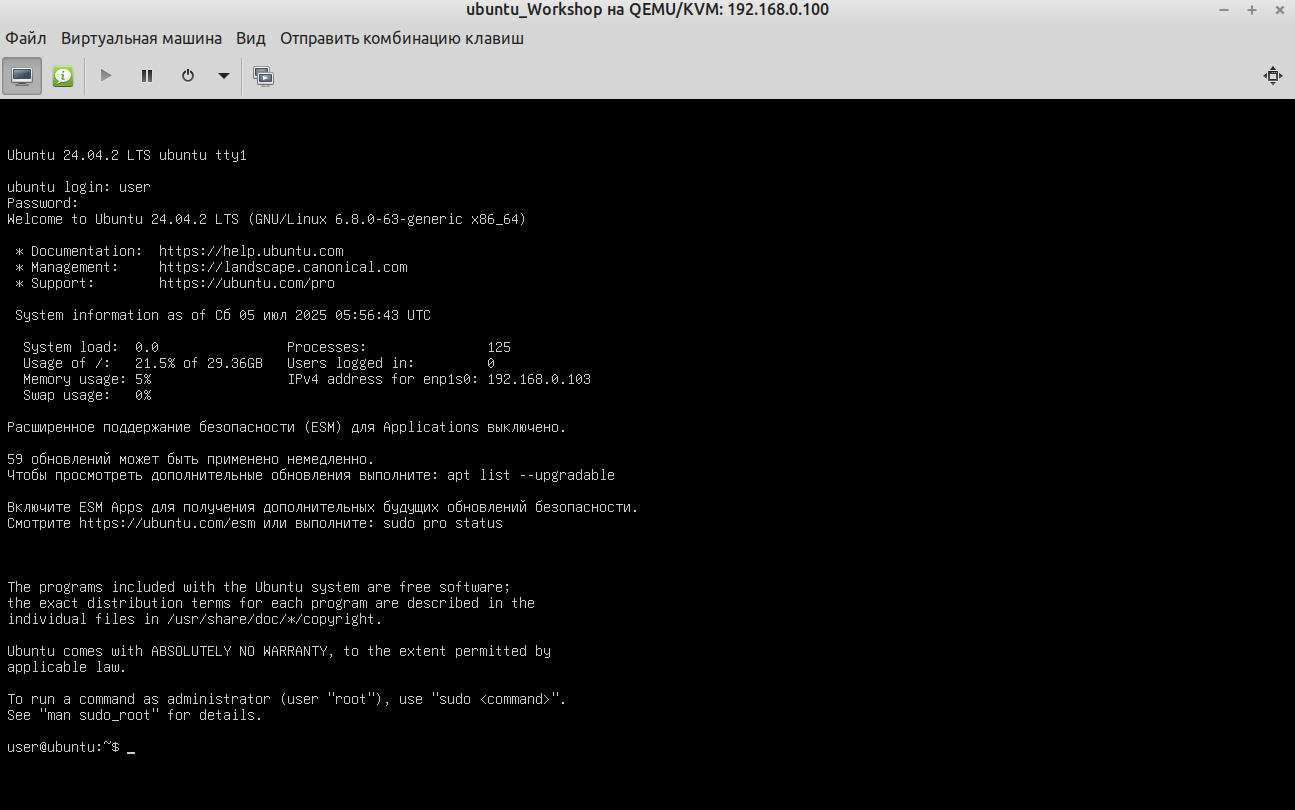 ubuntu_Workshop на QEMU/KVM: 192.168.0.100
Файл Виртуальная машина Вид Отправить комбинацию клавиш
Ubuntu 24.04.2 LTS ubuntu tty1
ubuntu login: user
Password:
Welcome to Ubuntu 24.04.2 LTS (GNU/Linux 6.8.0-63-generic x86_64)
* Documentation: https://help.ubuntu.com
* Management: https://landscape.canonical.com
* Support: https://ubuntu.com/pro
System information as of Сб 05 июл 2025 05:56:43 UTC
System load: 0.0 Processes: 125
Usage of /: 21.5% of 29.36GB Users logged in: 0
Memory usage: 5% IPv4 address for enp1s0: 192.168.0.103
Swap usage: 0%
Расширенное поддержание безопасности (ESM) для Applications выключено.
59 обновлений может быть применено немедленно.
Чтобы просмотреть дополнительные обновления выполните: apt list --upgradable
Включите ESM Apps для получения дополнительных будущих обновлений безопасности.
Смотрите https://ubuntu.com/esm или выполните: sudo pro status
The programs included with the Ubuntu system are free software;
the exact distribution terms for each program are described in the
individual files in /usr/share/doc/*/copyright.
Ubuntu comes with ABSOLUTELY NO WARRANTY, to the extent permitted by
applicable law.
To run a command as administrator (user "root"), use "sudo <command>".
See "man sudo_root" for details.
user@ubuntu:~$ _